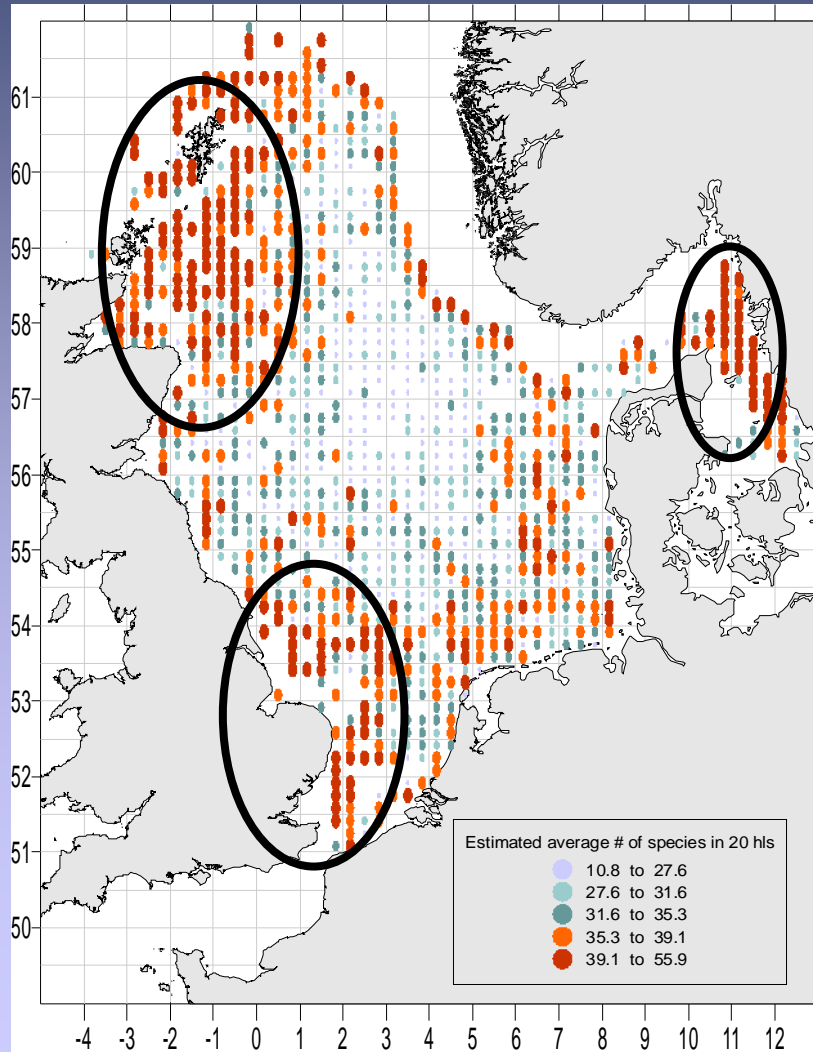 61
60
59
58
57
56
55
54
53
52
51
50
Estimated average # of species in 20 hls
10.8 to 27.6
27.6 to 31.6
31.6 to 35.3
35.3 to 39.1
39.1 to 55.9
-4 -3 -2 -1 0 1 2 3 4 5 6 7 8 9 10 11 12